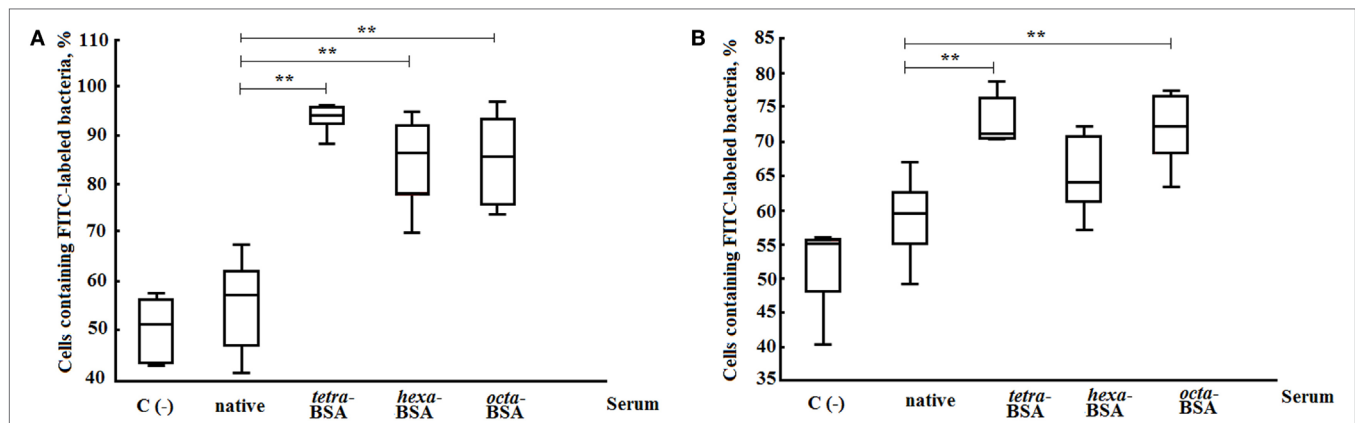 A
Cells containing FITC-labeled bacteria, %
110
100
90
80
70
60
50
40
**
**
**
C (-)
native
tetra-
BSA
hexa-
BSA
octa-
BSA
Serum
B
Cells containing FITC-labeled bacteria, %
85
80
75
70
65
60
55
50
45
40
35
**
**
C (-)
native
tetra-
BSA
hexa-
BSA
octa-
BSA
Serum